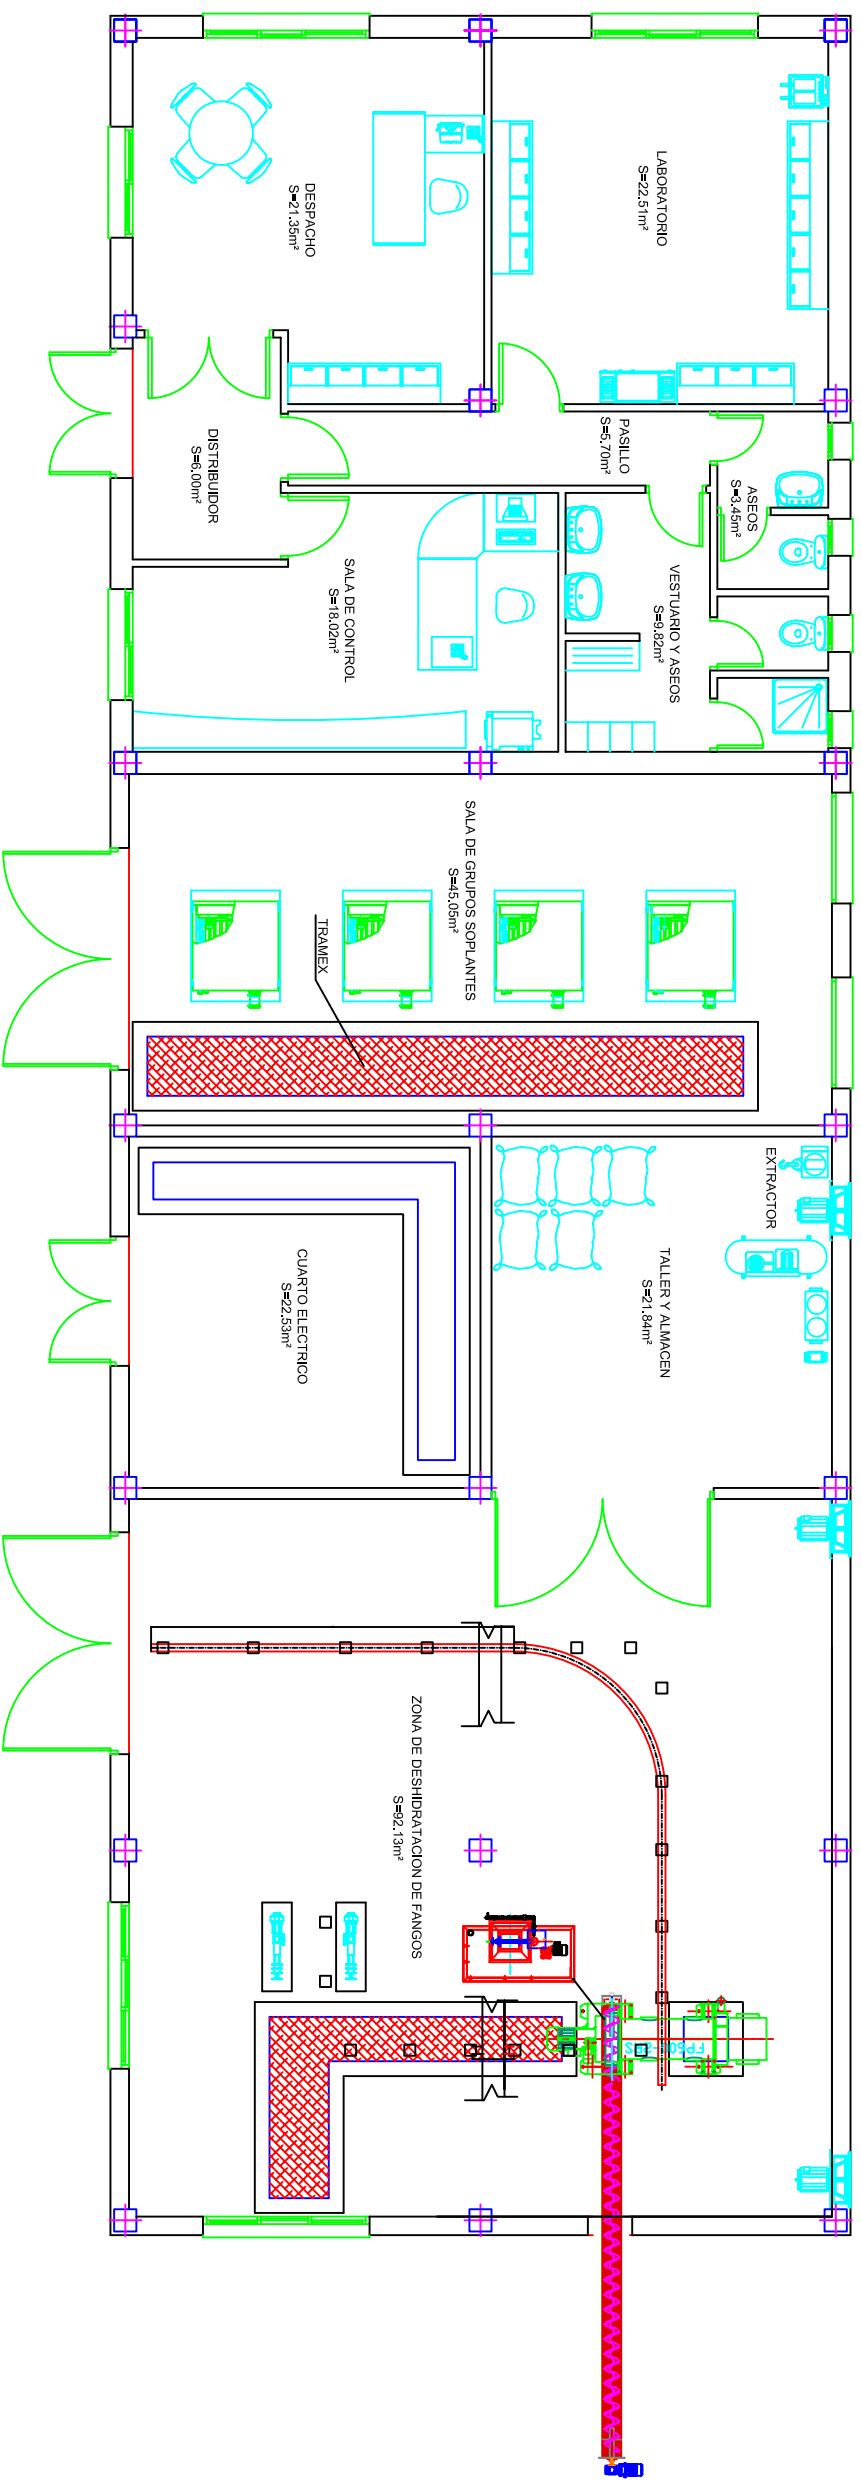 LABORATORIO
S=22.51m²
DESPACHO
S=21.35m²
PASILLO
S=5.70m²
ASEOS
S=3.45m²
DISTRIBUIDOR
S=6.00m²
VESTUARIO Y ASEOS
S=9.82m²
SALA DE CONTROL
S=18.02m²
SALA DE GRUPOS SOPLANTES
S=45.05m²
TRAMEX
EXTRACTOR
TALLER Y ALMACEN
S=21.84m²
CUARTO ELECTRICO
S=22.53m²
ZONA DE DESHIDRATACION DE FANGOS
S=92.13m²